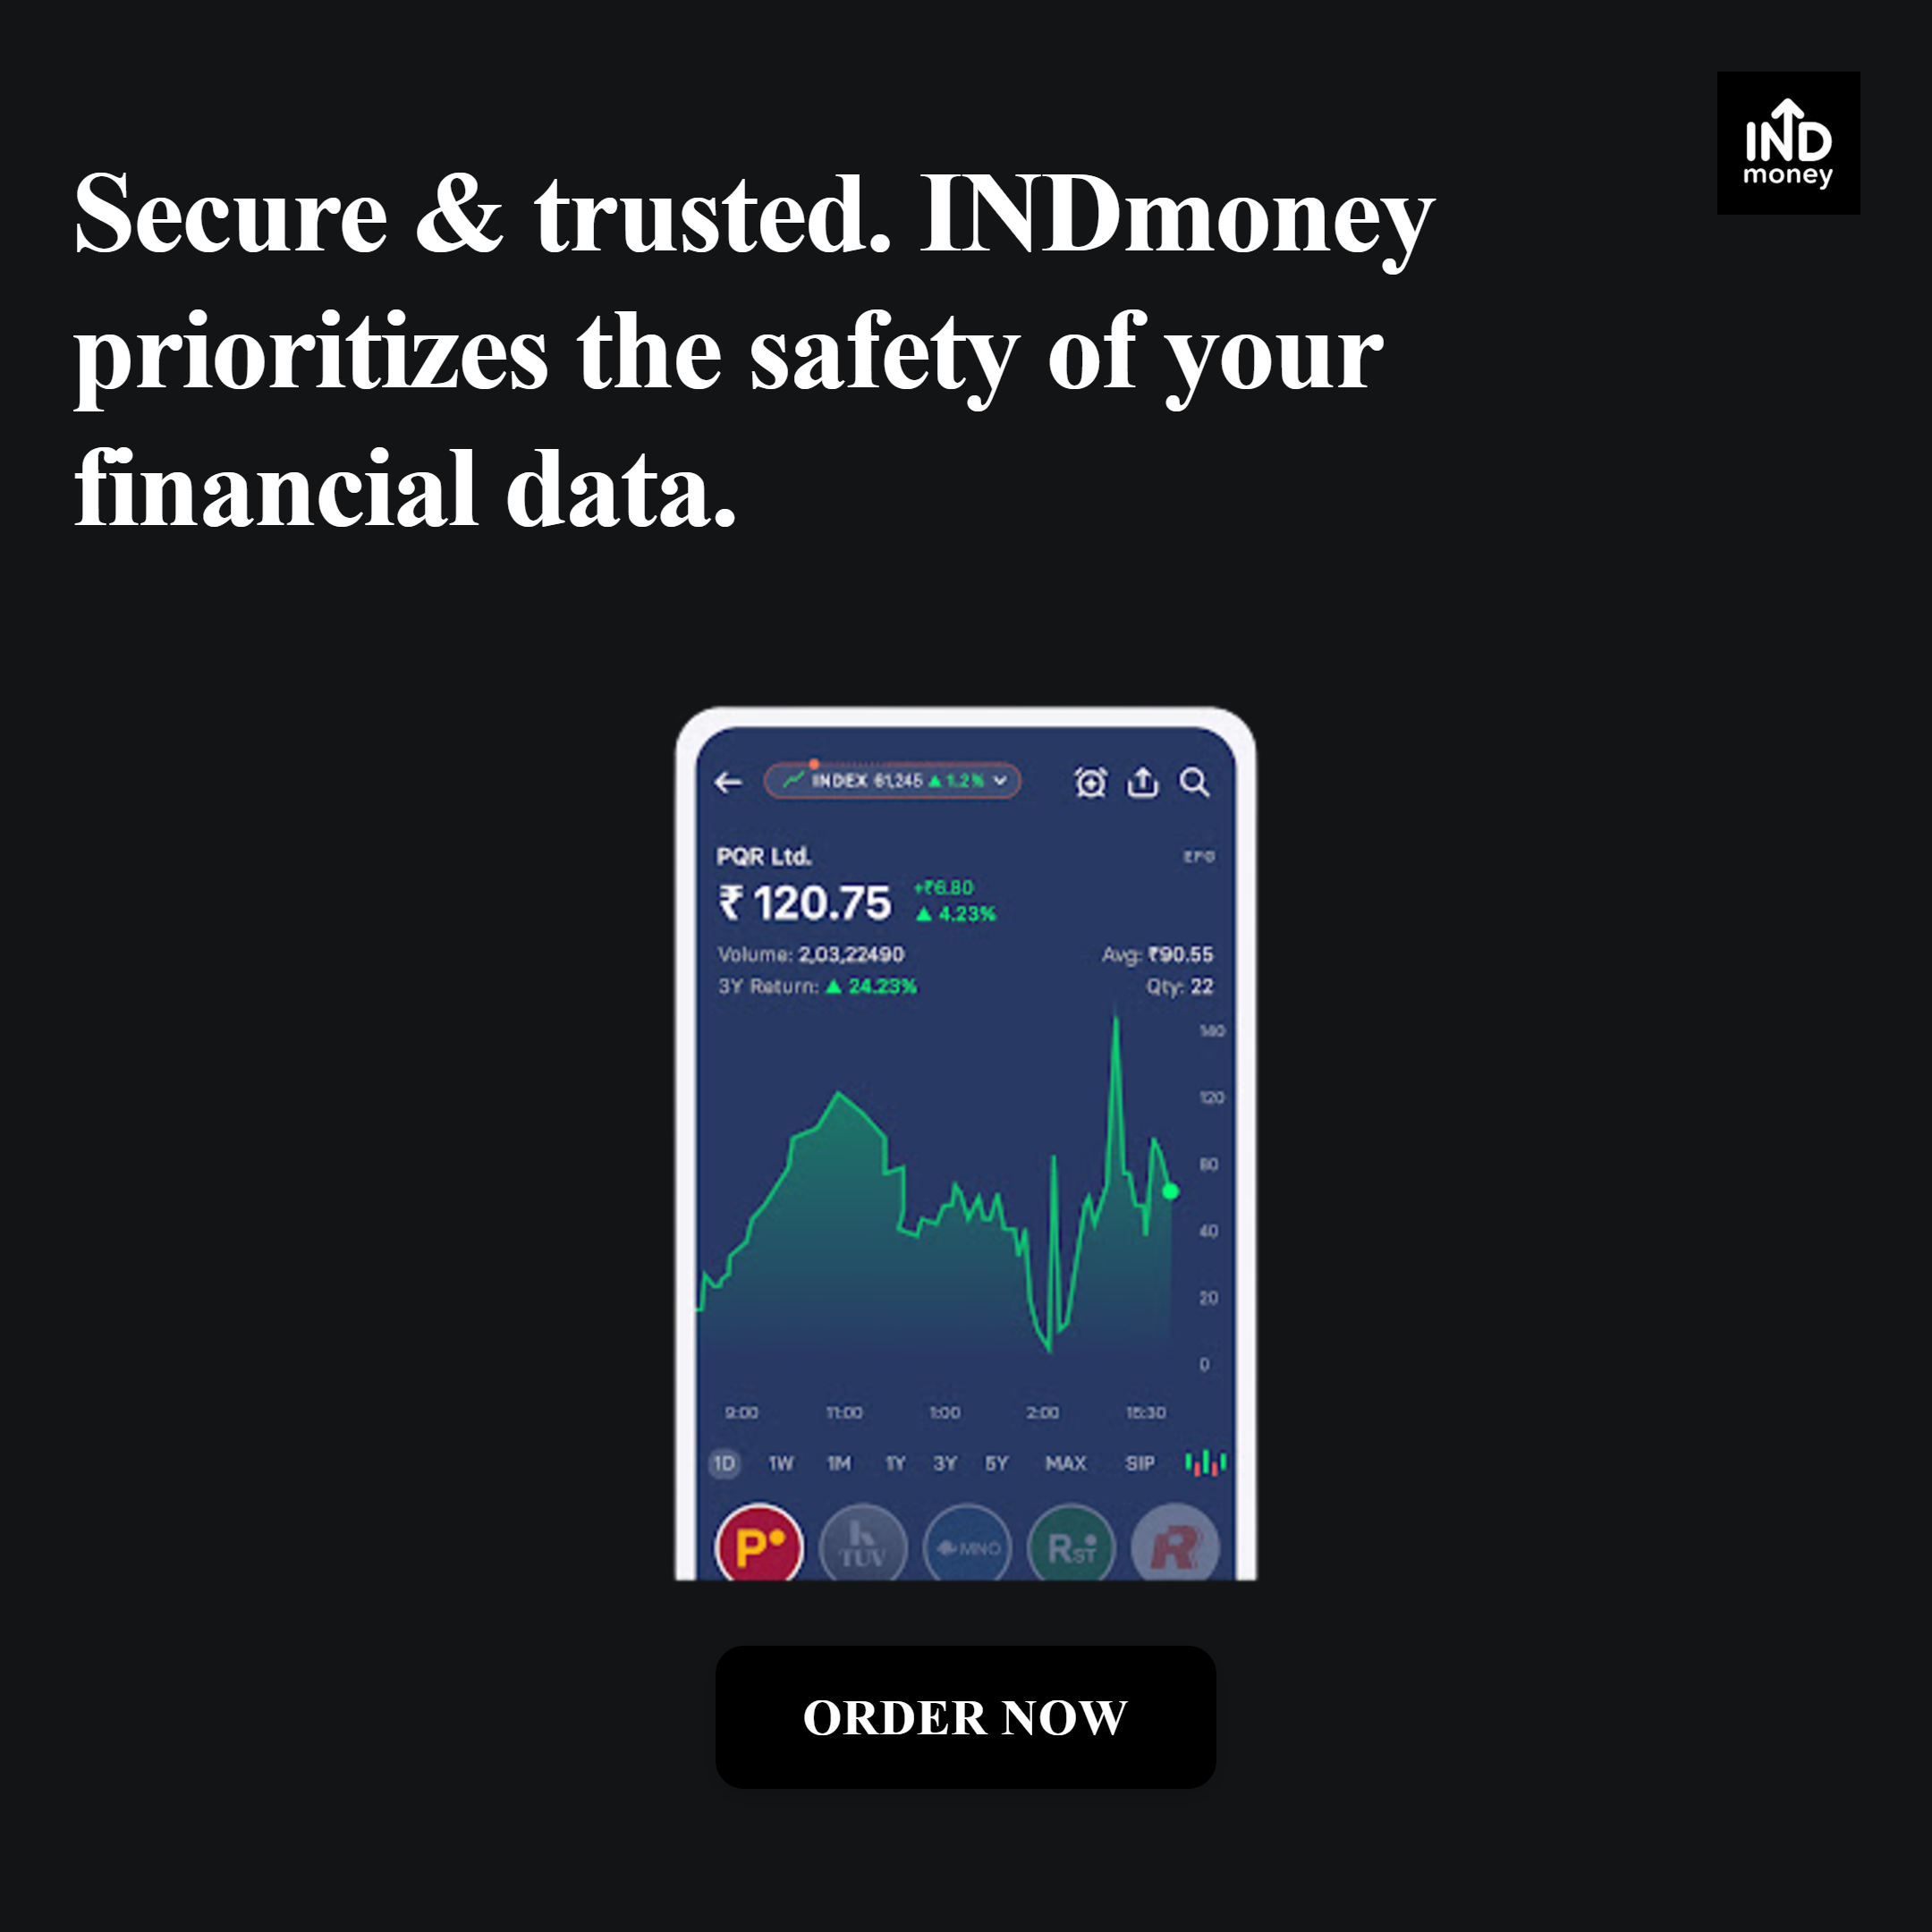 IND
money
Secure & trusted. INDmoney
prioritizes the safety of your
financial data.
INDEX 61,245 ▲ 1.2%
PQR Ltd.
₹ 120.75
+₹6.80
▲ 4.23%
Volume: 2,03,22490
Avg: ₹90.55
3Y Return: ▲ 24.23%
Qty: 22
140
120
80
40
20
0
9:00 11:00 1:00 2:00 15:30
1D 1W 1M 1Y 3Y 5Y MAX SIP
P TUV MNO RST R
ORDER NOW